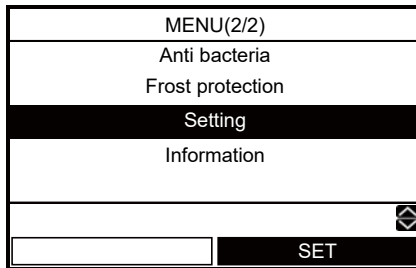 MENU(2/2)
Anti bacteria
Frost protection
Setting
Information
SET